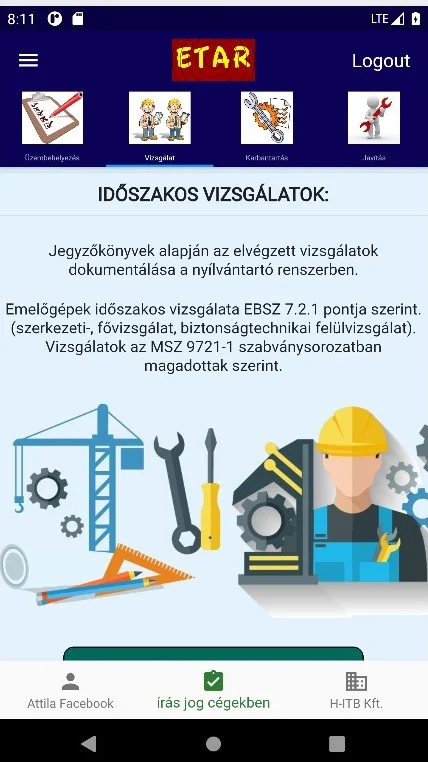 8:11
LTE
ETAR
Logout
Üzembehelyezés
Vizsgálat
Karbantartás
Javítás
IDŐSZAKOS VIZSGÁLATOK:
Jegyzőkönyvek alapján az elvégzett vizsgálatok
dokumentálása a nyílvántartó renszerben.
Emelőgépek időszakos vizsgálata EBSZ 7.2.1 pontja szerint.
(szerkezeti-, fővizsgálat, biztonságtechnikai felülvizsgálat).
Vizsgálatok az MSZ 9721-1 szabványsorozatban
magadottak szerint.
Attila Facebook
írás jog cégekben
H-ITB Kft.